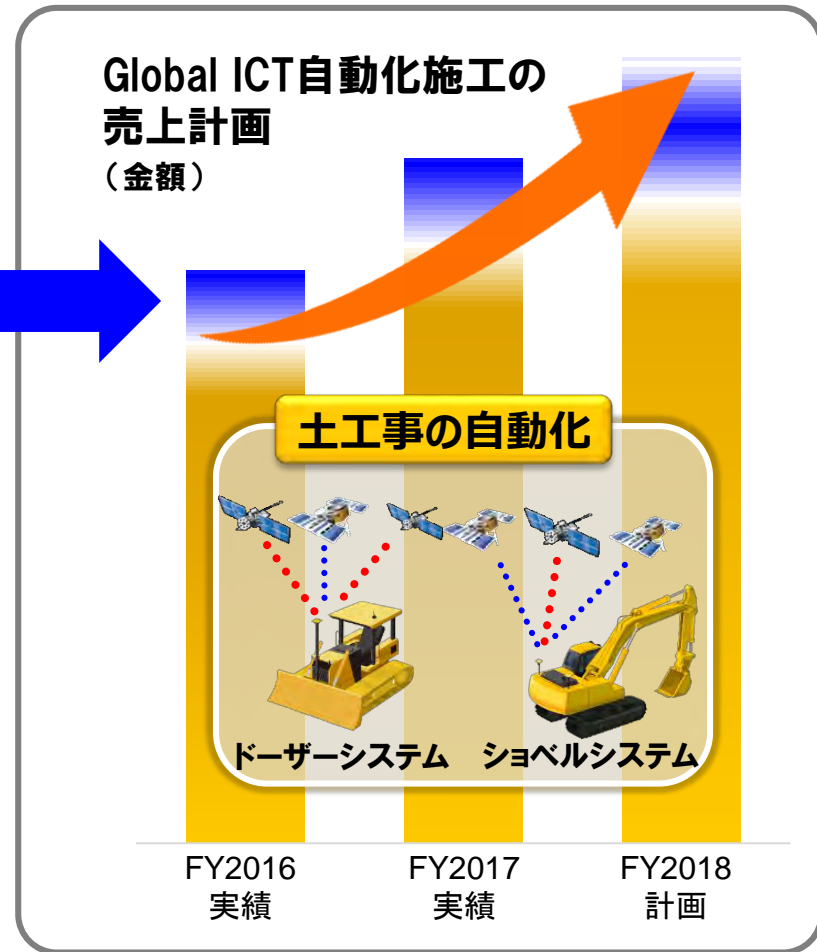 Global ICT自動化施工の
売上計画
（金額）
土工事の自動化
ドーザーシステム ショベルシステム
FY2016 FY2017 FY2018
実績 実績 計画